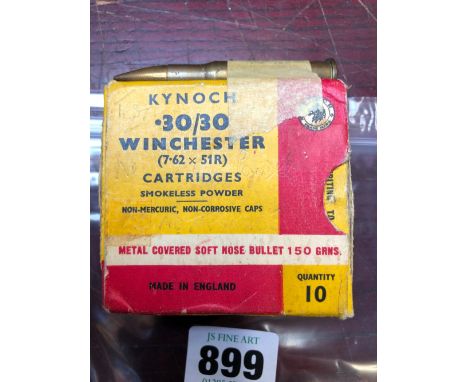 KYNOCH
·30/30
WINCHESTER
(7·62 × 51R)
CARTRIDGES
SMOKELESS POWDER
NON-MERCURIC, NON-CORROSIVE CAPS
METAL COVERED SOFT NOSE BULLET 150 GRNS.
MADE IN ENGLAND
QUANTITY
10
JS FINE ART
899